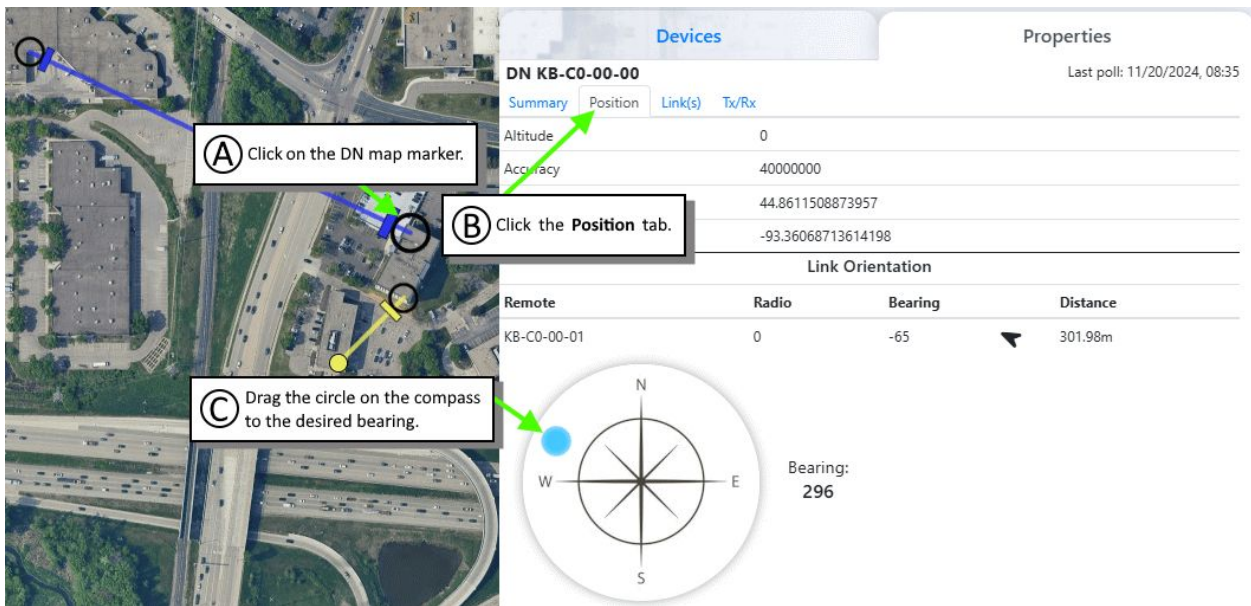 Devices
Properties
DN KB-C0-00-00
Last poll: 11/20/2024, 08:35
Summary Position Link(s) Tx/Rx
Altitude 0
Accuracy 40000000
44.8611508873957
-93.36068713614198
Link Orientation
Remote Radio Bearing Distance
KB-C0-00-01 0 -65 301.98m
A Click on the DN map marker.
B Click the Position tab.
C Drag the circle on the compass
to the desired bearing.
N
W E
S
Bearing:
296